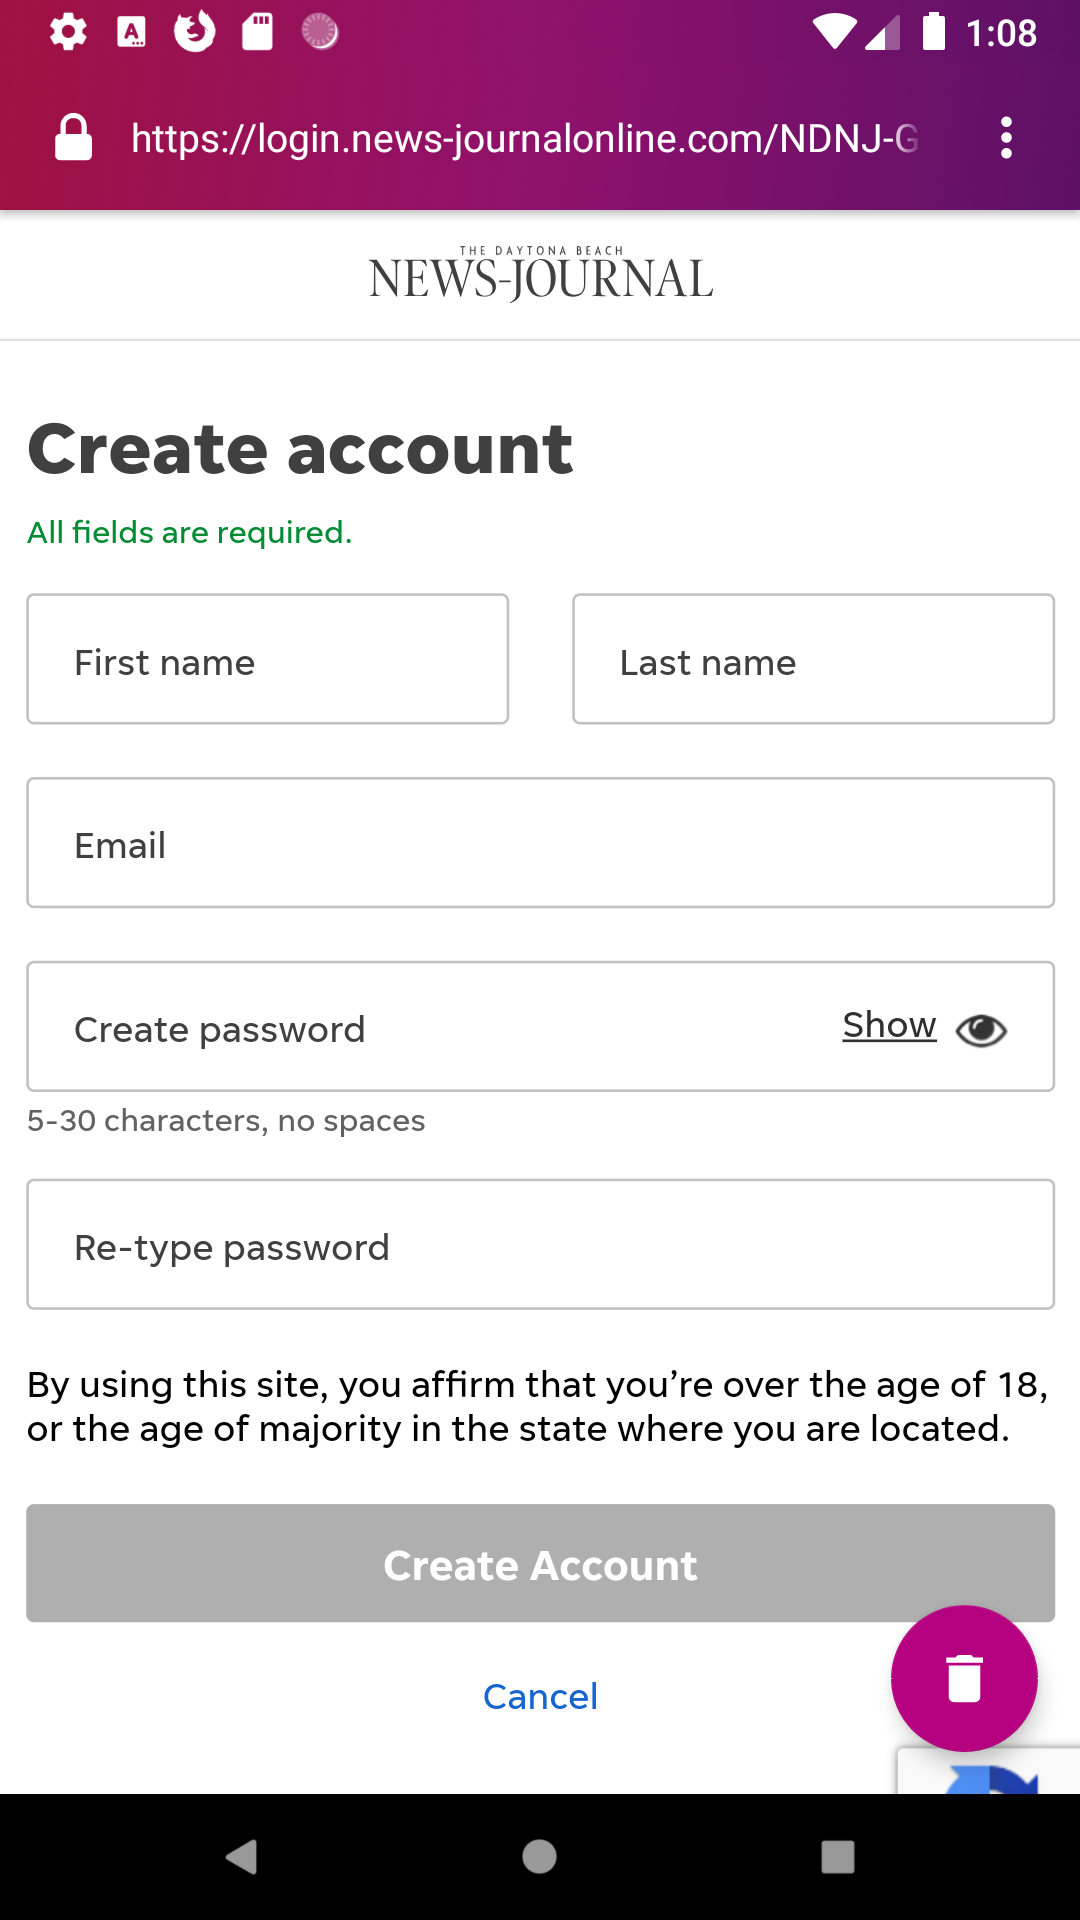 1:08
https://login.news-journalonline.com/NDNJ-G
THE DAYTONA BEACH
NEWS-JOURNAL
Create account
All fields are required.
First name
Last name
Email
Create password
Show
5-30 characters, no spaces
Re-type password
By using this site, you affirm that you’re over the age of 18,
or the age of majority in the state where you are located.
Create Account
Cancel